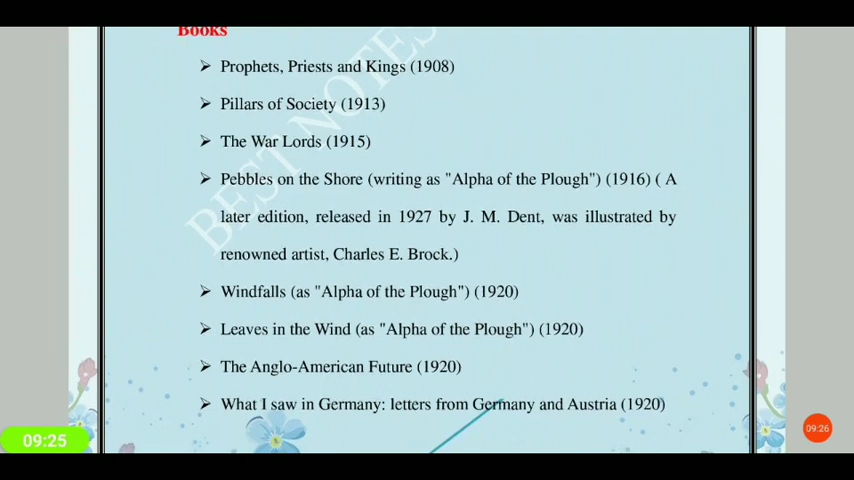 Books
➢ Prophets, Priests and Kings (1908)
➢ Pillars of Society (1913)
➢ The War Lords (1915)
➢ Pebbles on the Shore (writing as "Alpha of the Plough") (1916) ( A
later edition, released in 1927 by J. M. Dent, was illustrated by
renowned artist, Charles E. Brock.)
➢ Windfalls (as "Alpha of the Plough") (1920)
➢ Leaves in the Wind (as "Alpha of the Plough") (1920)
➢ The Anglo-American Future (1920)
➢ What I saw in Germany: letters from Germany and Austria (1920)
BEST NOTES
09:25
09:26